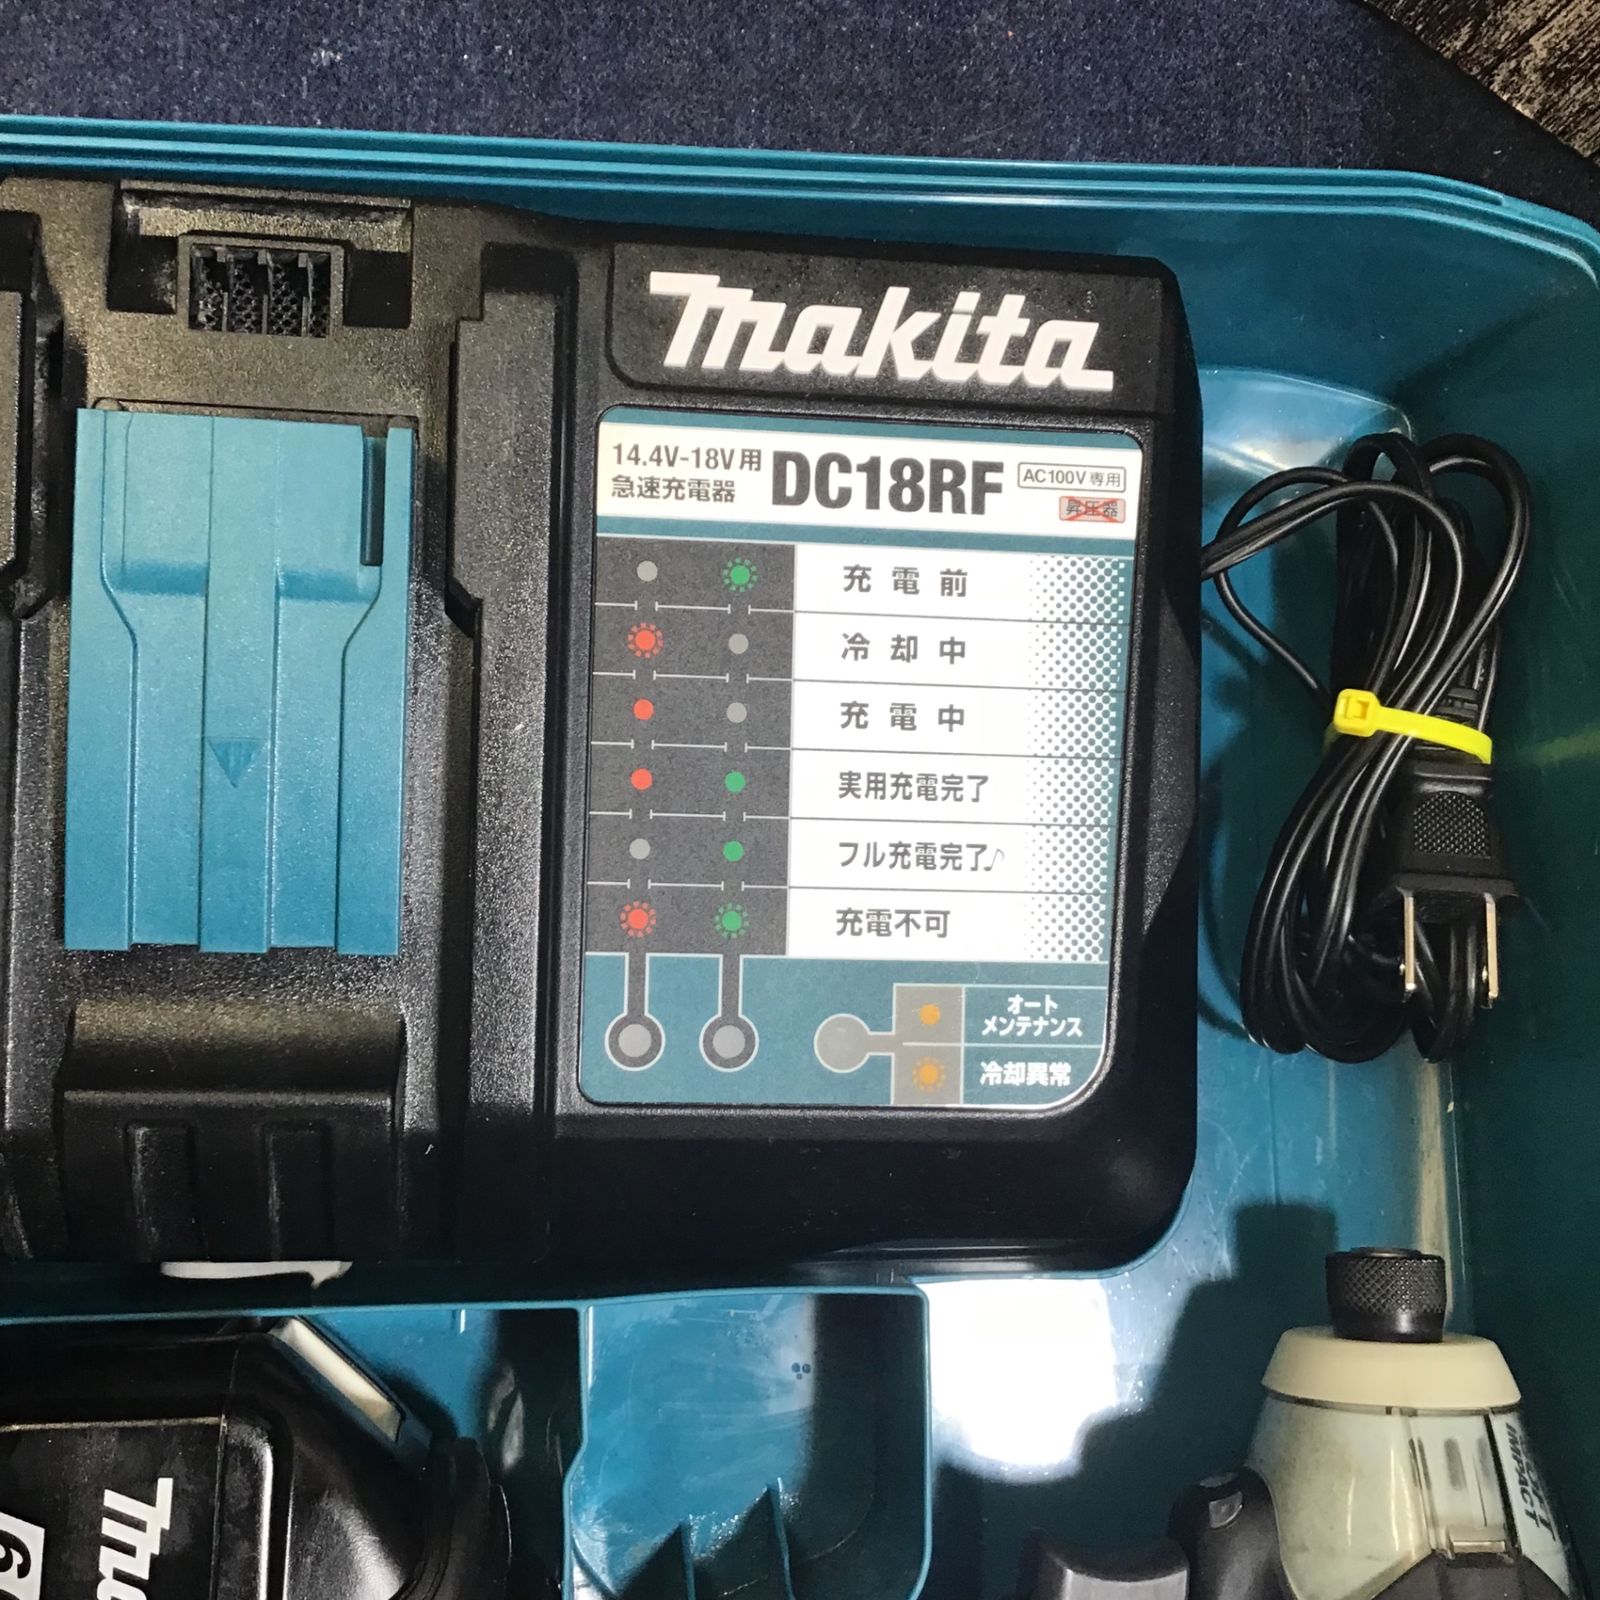 makita
14.4V-18V用
急速充電器
DC18RF
AC100V専用
昇圧器
充電前
冷却中
充電中
実用充電完了
フル充電完了♪
充電不可
オート
メンテナンス
冷却異常
IMPACT